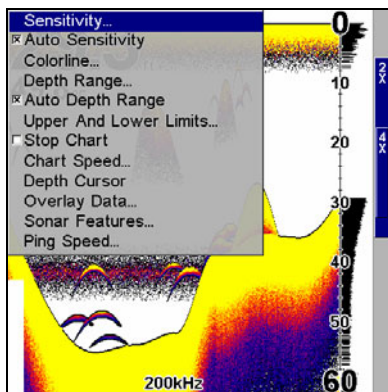 Sensitivity...
Auto Sensitivity
Colorline...
Depth Range...
Auto Depth Range
Upper And Lower Limits...
Stop Chart
Chart Speed...
Depth Cursor
Overlay Data...
Sonar Features...
Ping Speed...
0
10
20
30
40
50
60
2X
4X
200kHz